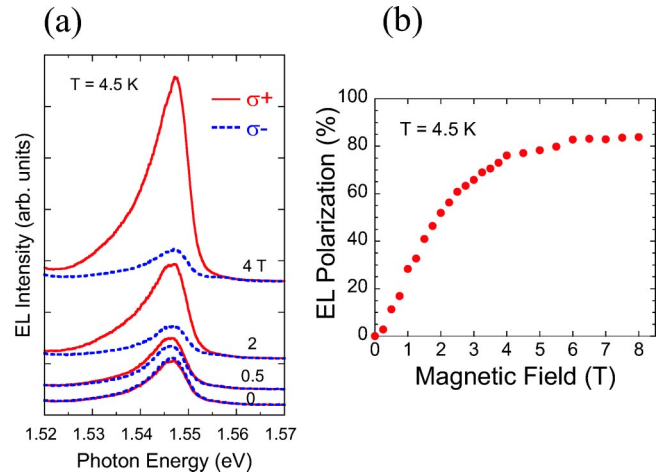 (a)
T = 4.5 K
σ+
σ-
4 T
2
0.5
0
EL Intensity (arb. units)
1.52 1.53 1.54 1.55 1.56 1.57
Photon Energy (eV)
(b)
100
80
60
40
20
0
T = 4.5 K
EL Polarization (%)
0 1 2 3 4 5 6 7 8
Magnetic Field (T)